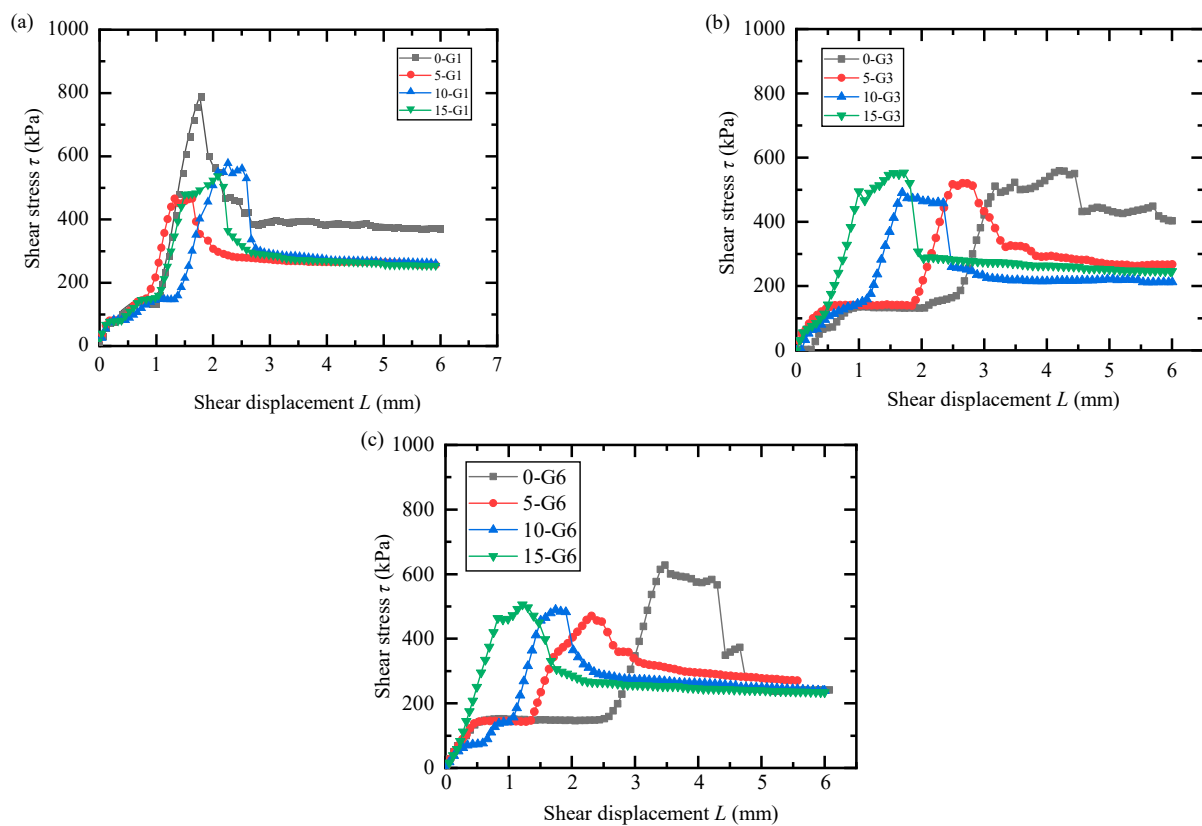 (a)
1000
800
600
400
200
0
Shear stress τ (kPa)
0 1 2 3 4 5 6 7
Shear displacement L (mm)
0-G1
5-G1
10-G1
15-G1
(b)
1000
800
600
400
200
0
Shear stress τ (kPa)
0 1 2 3 4 5 6
Shear displacement L (mm)
0-G3
5-G3
10-G3
15-G3
(c)
1000
800
600
400
200
0
Shear stress τ (kPa)
0 1 2 3 4 5 6
Shear displacement L (mm)
0-G6
5-G6
10-G6
15-G6